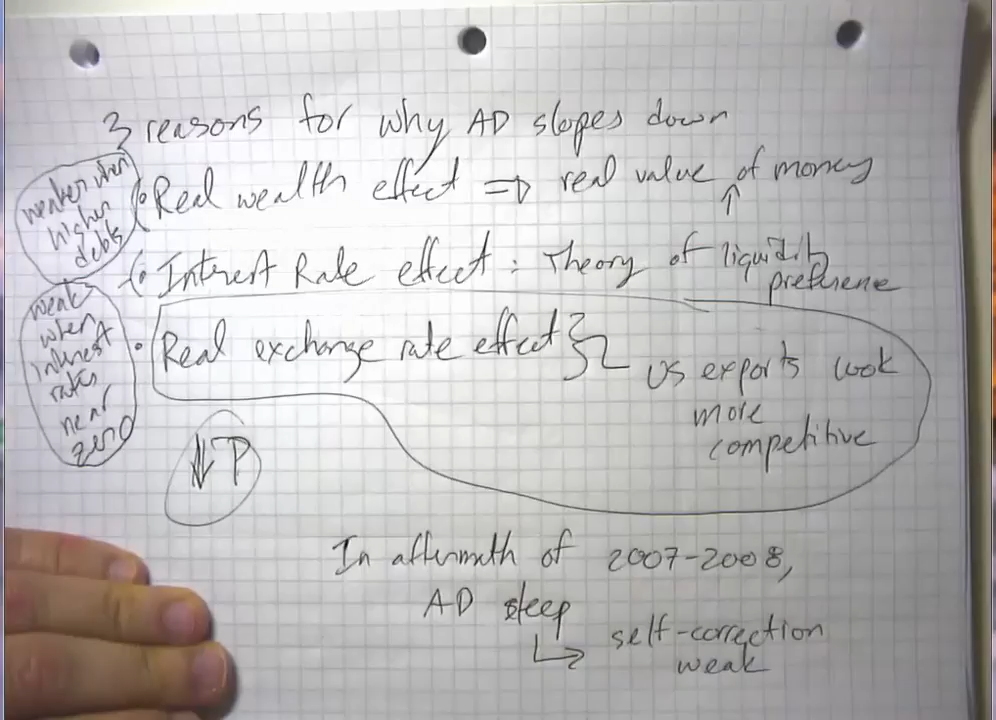 3 reasons for why AD slopes down
weaker when
higher
debts
• Real wealth effect ⇒ real value of money
↑
• Interest Rate effect : Theory of liquidity
preference
weak
when
interest
rates
near
zero
• Real exchange rate effect } US exports look
more
competitive
⇓ P
In aftermath of 2007-2008,
AD steep
↳ self-correction
weak